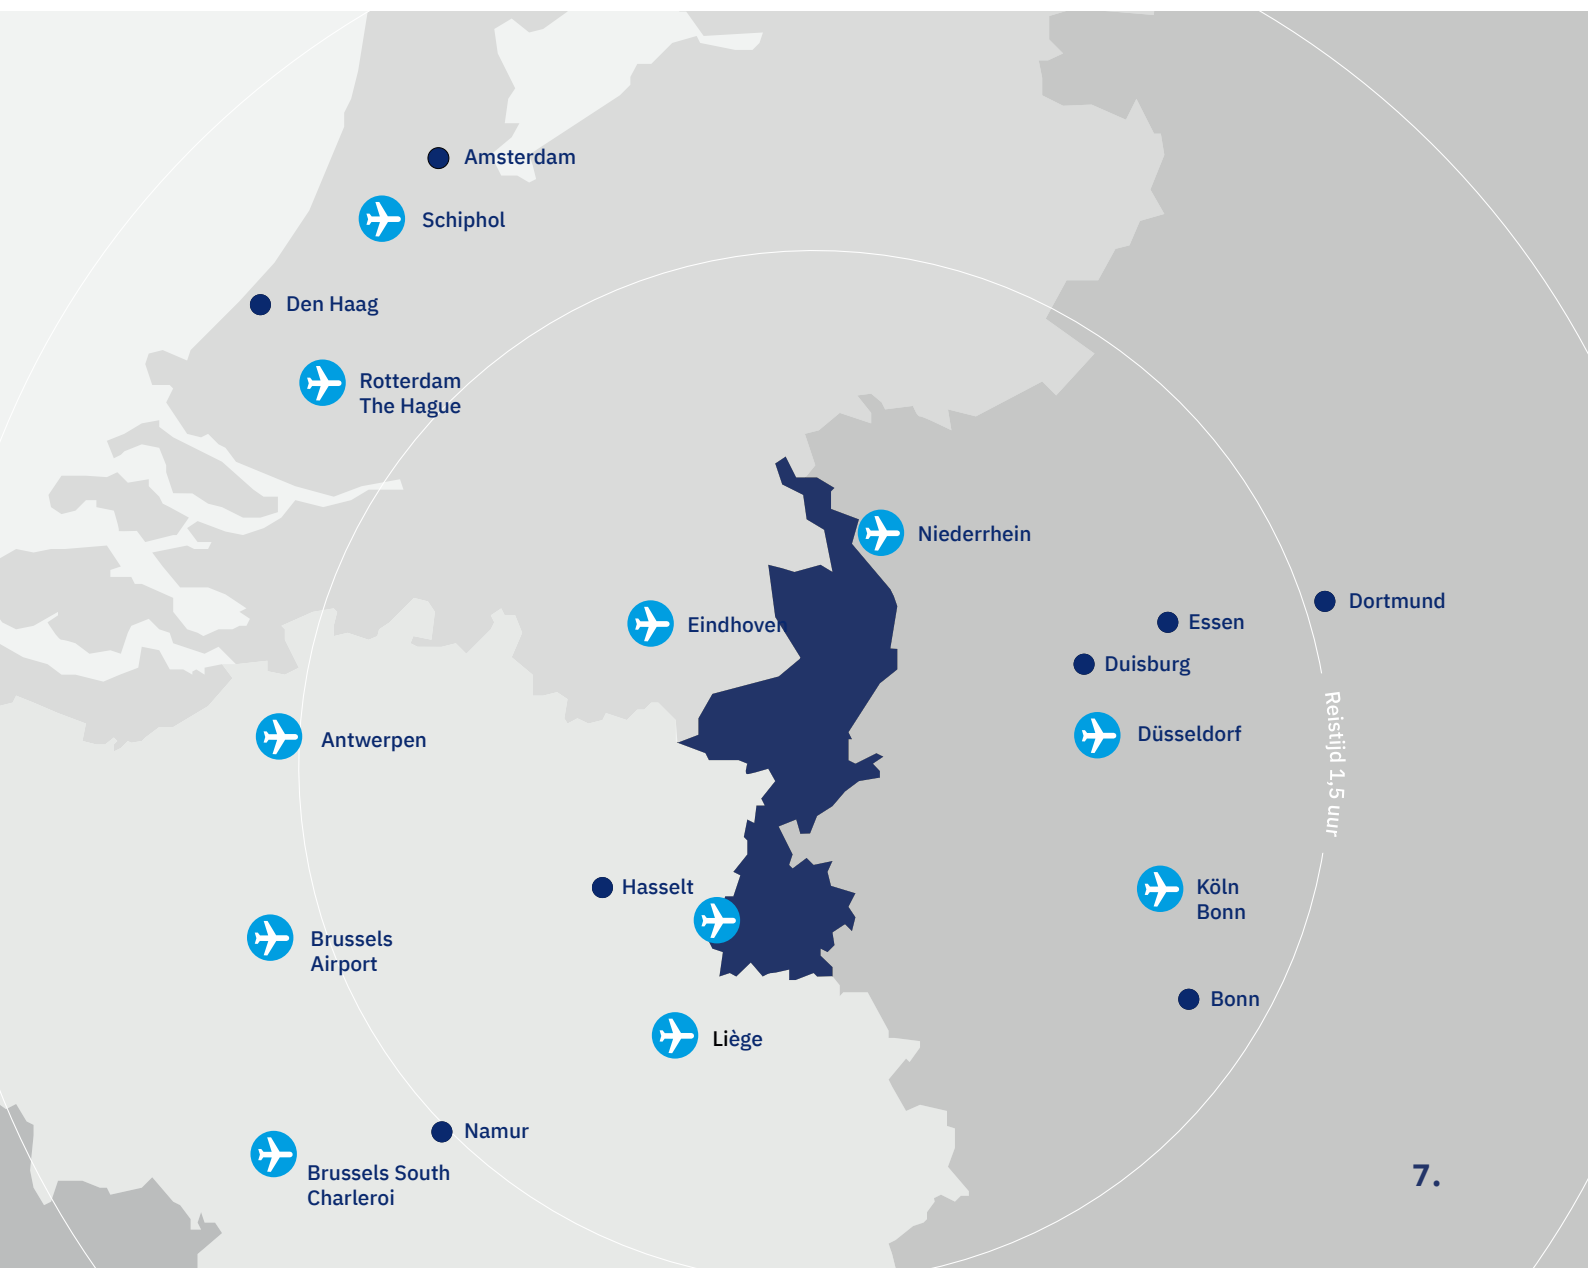 Amsterdam
Schiphol
Den Haag
Rotterdam
The Hague
Niederrhein
Dortmund
Essen
Eindhoven
Duisburg
Reistijd 1,5 uur
Düsseldorf
Antwerpen
Hasselt
Köln
Bonn
Brussels
Airport
Bonn
Liège
Namur
Brussels South
Charleroi
7.